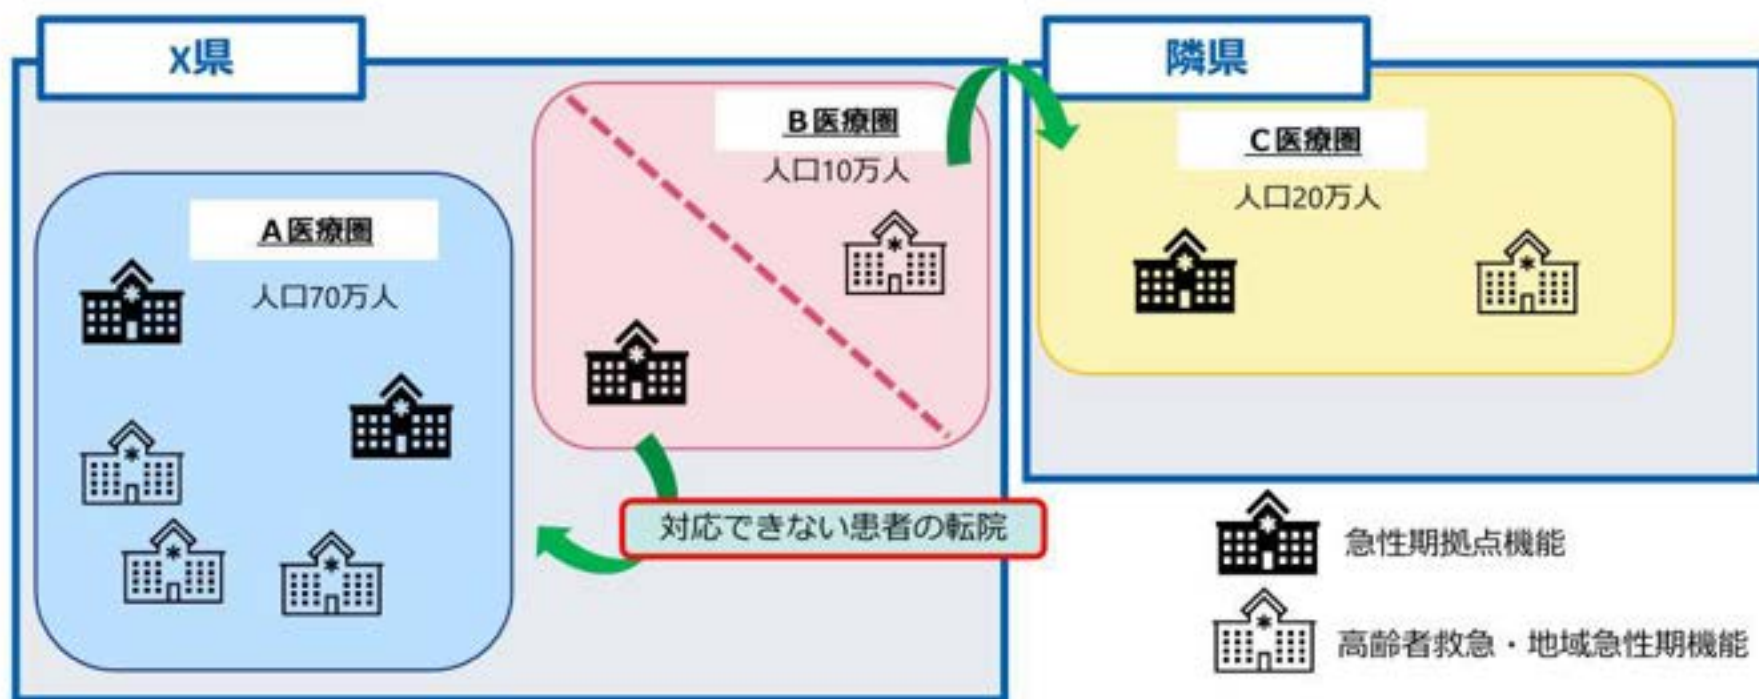 X県
隣県
A医療圏
人口70万人
B医療圏
人口10万人
C医療圏
人口20万人
対応できない患者の転院
急性期拠点機能
高齢者救急・地域急性期機能